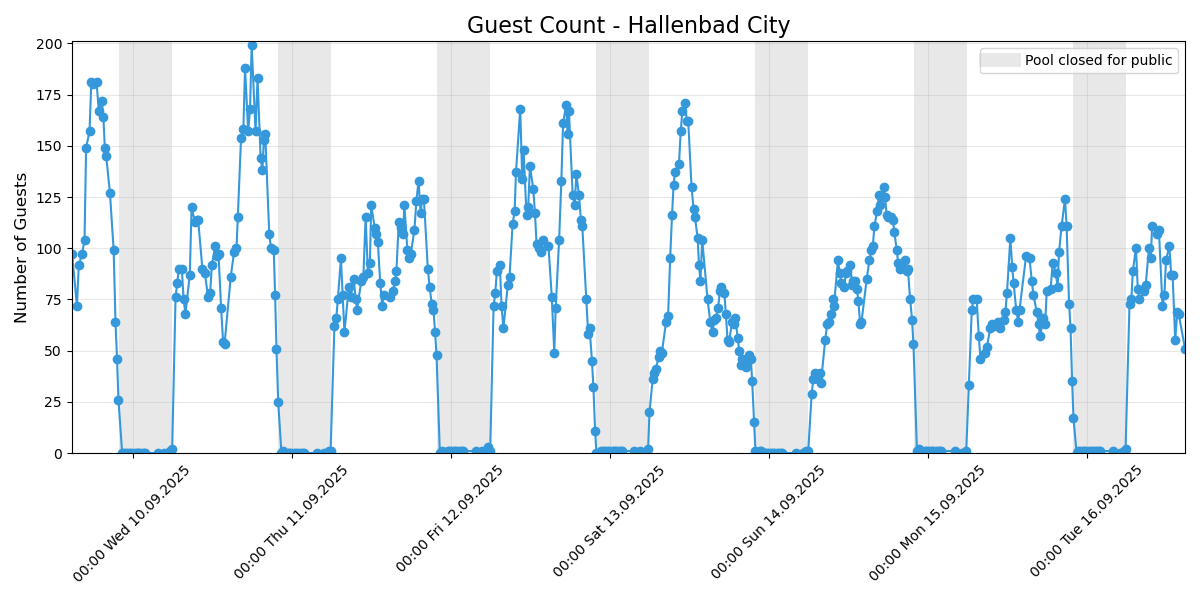 Guest Count - Hallenbad City
Pool closed for public
Number of Guests
200
175
150
125
100
75
50
25
0
00:00 Wed 10.09.2025
00:00 Thu 11.09.2025
00:00 Fri 12.09.2025
00:00 Sat 13.09.2025
00:00 Sun 14.09.2025
00:00 Mon 15.09.2025
00:00 Tue 16.09.2025